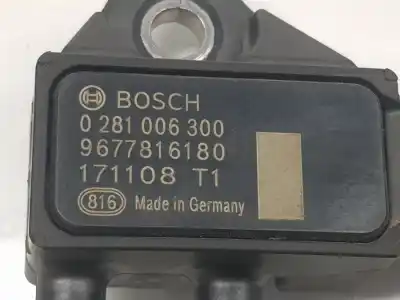 BOSCH
0 281 006 300
9677816180
171108 T1
816 Made in Germany